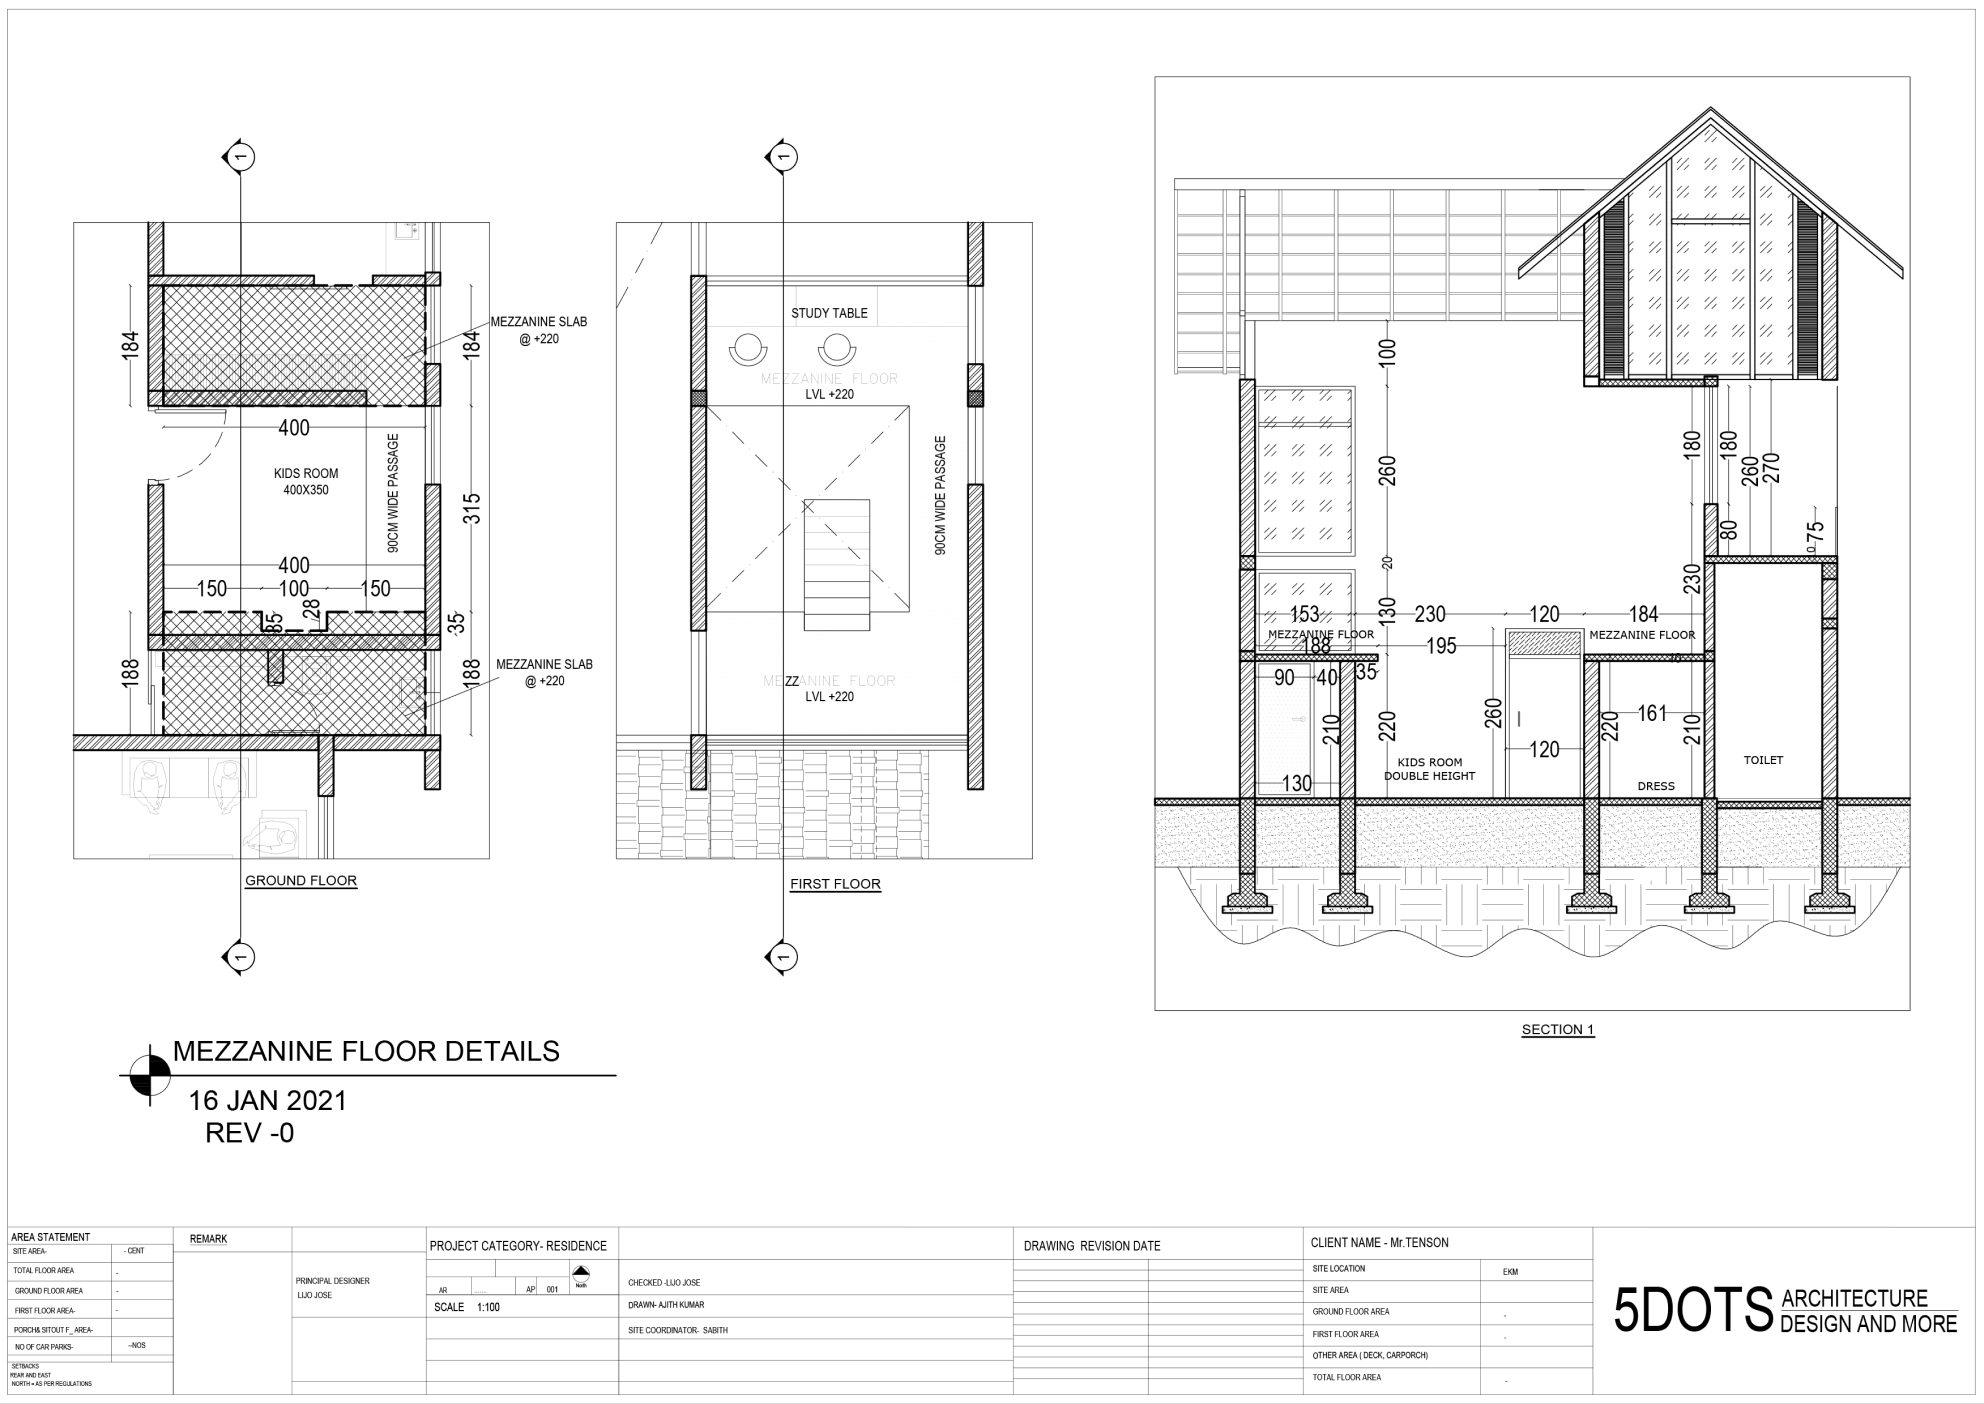 1
1
184
184
MEZZANINE SLAB
@ +220
400
KIDS ROOM
400X350
90CM WIDE PASSAGE
315
400
150
100
150
28
35
35
188
188
MEZZANINE SLAB
@ +220
GROUND FLOOR
1
STUDY TABLE
MEZZANINE FLOOR
LVL +220
90CM WIDE PASSAGE
MEZZANINE FLOOR
ZZ
LVL +220
FIRST FLOOR
1
100
260
20
130
180
180
260
270
80
75
0
230
153
230
120
184
MEZZANINE FLOOR
MEZZANINE FLOOR
188
195
90
40
35
210
220
260
220
161
210
120
130
KIDS ROOM
DOUBLE HEIGHT
DRESS
TOILET
SECTION 1
MEZZANINE FLOOR DETAILS
16 JAN 2021
REV -0
AREA STATEMENT
SITE AREA-
- CENT
TOTAL FLOOR AREA
-
GROUND FLOOR AREA
-
FIRST FLOOR AREA-
-
PORCH& SITOUT F_ AREA-
NO OF CAR PARKS-
--NOS
SETBACKS
REAR AND EAST
NORTH = AS PER REGULATIONS
REMARK
PRINCIPAL DESIGNER
LIJO JOSE
PROJECT CATEGORY- RESIDENCE
AR
......
AP
001
North
SCALE 1:100
CHECKED -LIJO JOSE
DRAWN- AJITH KUMAR
SITE COORDINATOR- SABITH
DRAWING REVISION DATE
CLIENT NAME - Mr.TENSON
SITE LOCATION
EKM
SITE AREA
GROUND FLOOR AREA
-
FIRST FLOOR AREA
-
OTHER AREA ( DECK, CARPORCH)
TOTAL FLOOR AREA
-
5DOTS
ARCHITECTURE
DESIGN AND MORE